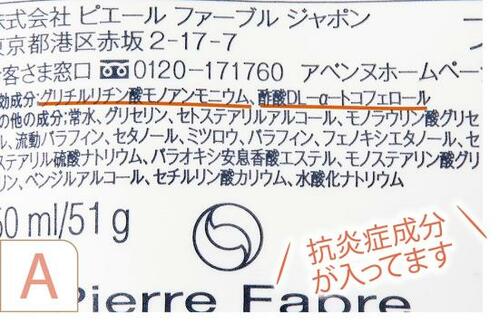 株式会社 ピエール ファーブル ジャポン
東京都港区赤坂 2-17-7
客さま窓口 0120-171760 アベンヌホームペー
効成分:グリチルリチン酸モノアンモニウム、酢酸DL-α-トコフェロール
の他の成分:常水、グリセリン、セトステアリルアルコール、モノラウリン酸グリセ
ル、流動パラフィン、セタノール、ミツロウ、パラフィン、フェノキシエタノール、セ
ステアリル硫酸ナトリウム、パラオキシ安息香酸エステル、モノステアリン酸グリ
リン、ベンジルアルコール、セチルリン酸カリウム、水酸化ナトリウム
50 ml/51 g
抗炎症成分
が入ってます
A
Pierre Fabre